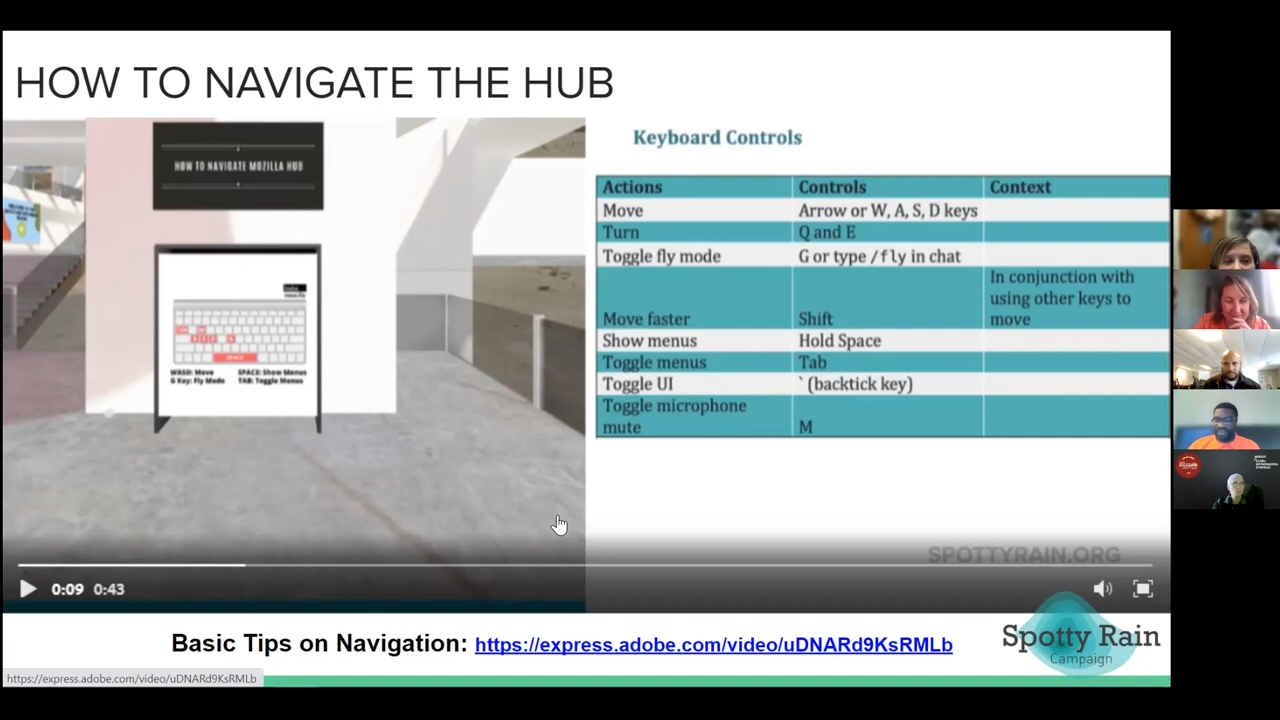 HOW TO NAVIGATE THE HUB
HOW TO NAVIGATE MOZILLA HUB
WASD: Move
SPACE: Show Menus
G Key: Fly Mode
TAB: Toggle Menus
SPACE
Keyboard Controls
Actions Controls Context
Move Arrow or W, A, S, D keys
Turn Q and E
Toggle fly mode G or type /fly in chat
In conjunction with
using other keys to
Move faster Shift move
Show menus Hold Space
Toggle menus Tab
Toggle UI ` (backtick key)
Toggle microphone
mute M
SPOTTYRAIN.ORG
0:09 0:43
Basic Tips on Navigation: https://express.adobe.com/video/uDNARd9KsRMLb
Spotty Rain
Campaign
https://express.adobe.com/video/uDNARd9KsRMLb